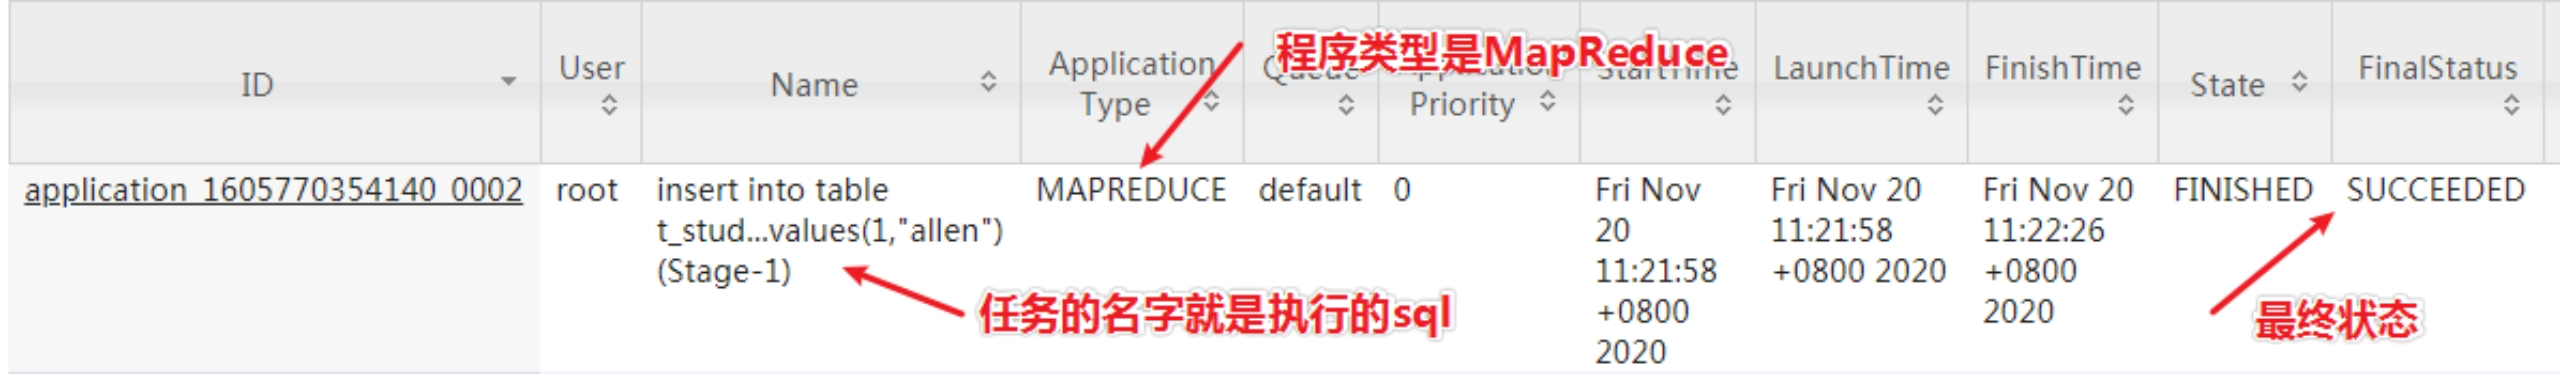 ID
User
Name
Application
Type
Queue
Application
Priority
StartTime
LaunchTime
FinishTime
State
FinalStatus
程序类型是MapReduce
application_1605770354140_0002
root
insert into table
t_stud...values(1,"allen")
(Stage-1)
MAPREDUCE
default
0
Fri Nov
20
11:21:58
+0800
2020
Fri Nov 20
11:21:58
+0800 2020
Fri Nov 20
11:22:26
+0800
2020
FINISHED
SUCCEEDED
任务的名字就是执行的sql
最终状态